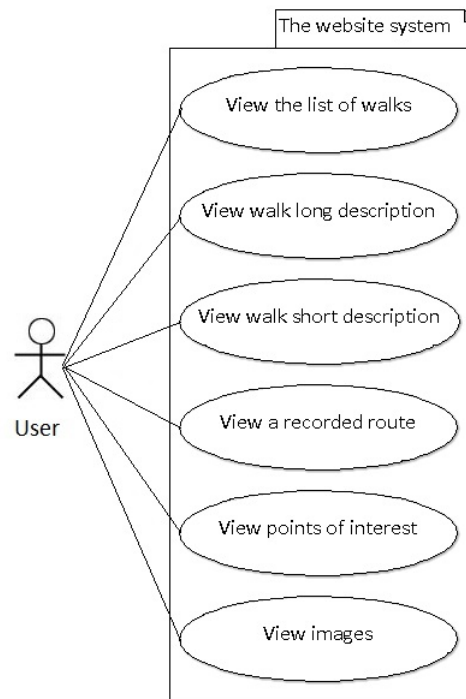 The website system
View the list of walks
View walk long description
View walk short description
View a recorded route
View points of interest
View images
User